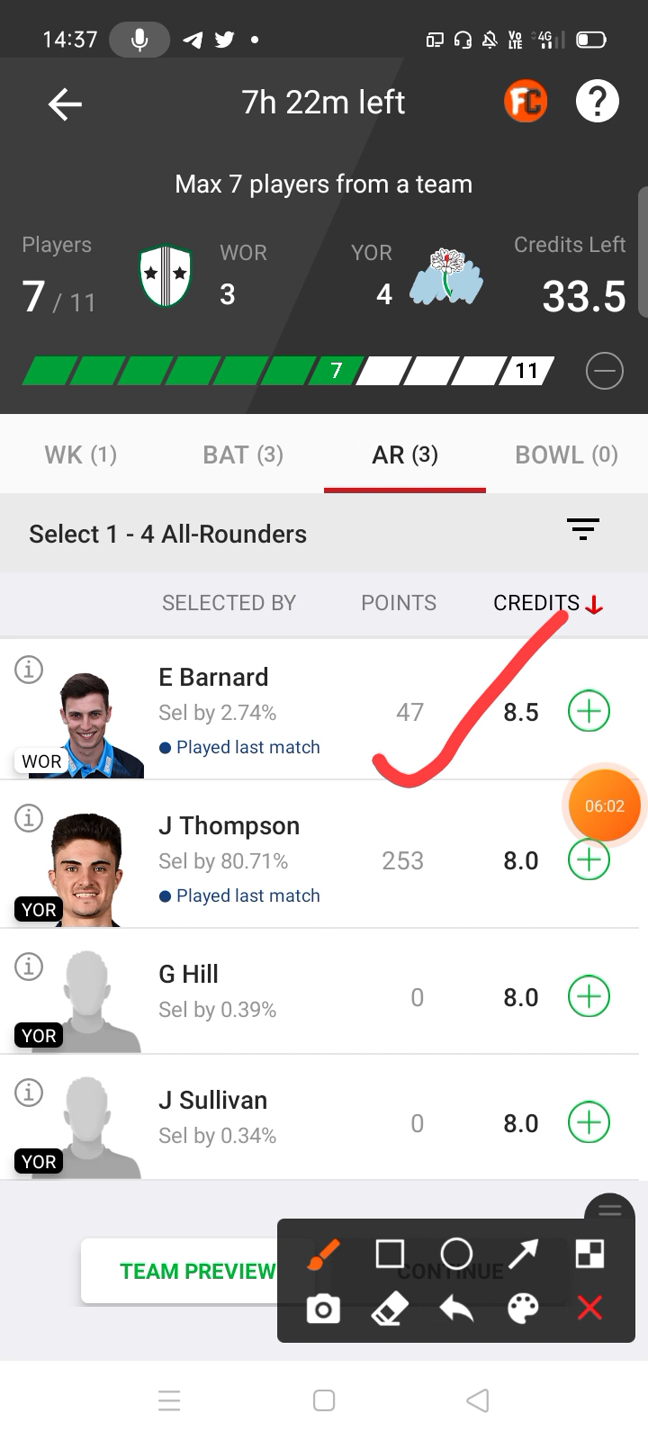 14:37
Vo LTE 4G
7h 22m left
FC
?
Max 7 players from a team
Players
WOR
YOR
Credits Left
7 / 11
3
4
33.5
7
11
WK (1)
BAT (3)
AR (3)
BOWL (0)
Select 1 - 4 All-Rounders
SELECTED BY
POINTS
CREDITS
i
E Barnard
Sel by 2.74%
47
8.5
Played last match
WOR
06:02
i
J Thompson
Sel by 80.71%
253
8.0
Played last match
YOR
i
G Hill
Sel by 0.39%
0
8.0
YOR
i
J Sullivan
Sel by 0.34%
0
8.0
YOR
TEAM PREVIEW
CONTINUE